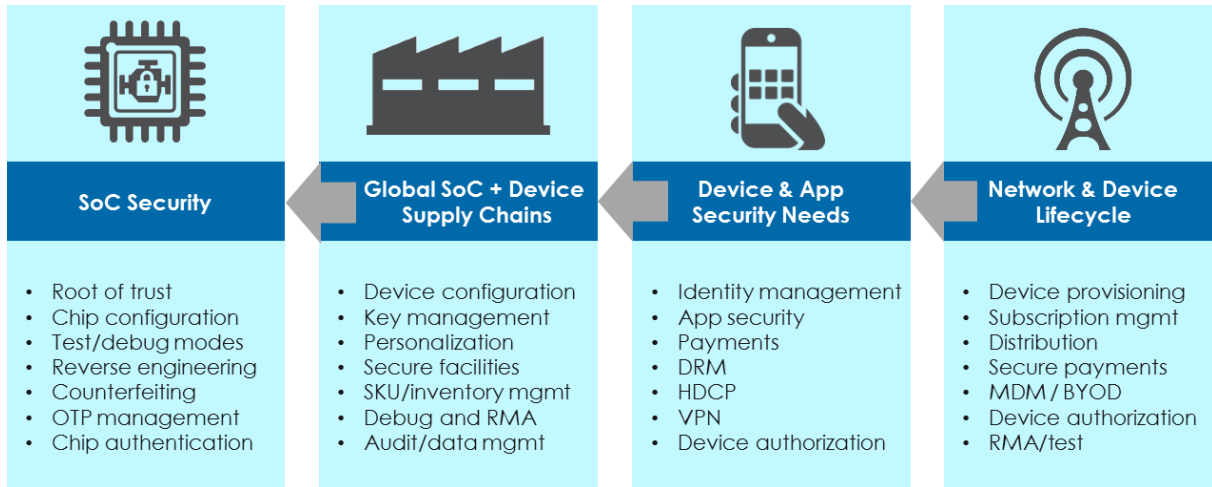 SoC Security
• Root of trust
• Chip configuration
• Test/debug modes
• Reverse engineering
• Counterfeiting
• OTP management
• Chip authentication
Global SoC + Device
Supply Chains
• Device configuration
• Key management
• Personalization
• Secure facilities
• SKU/inventory mgmt
• Debug and RMA
• Audit/data mgmt
Device & App
Security Needs
• Identity management
• App security
• Payments
• DRM
• HDCP
• VPN
• Device authorization
Network & Device
Lifecycle
• Device provisioning
• Subscription mgmt
• Distribution
• Secure payments
• MDM / BYOD
• Device authorization
• RMA/test